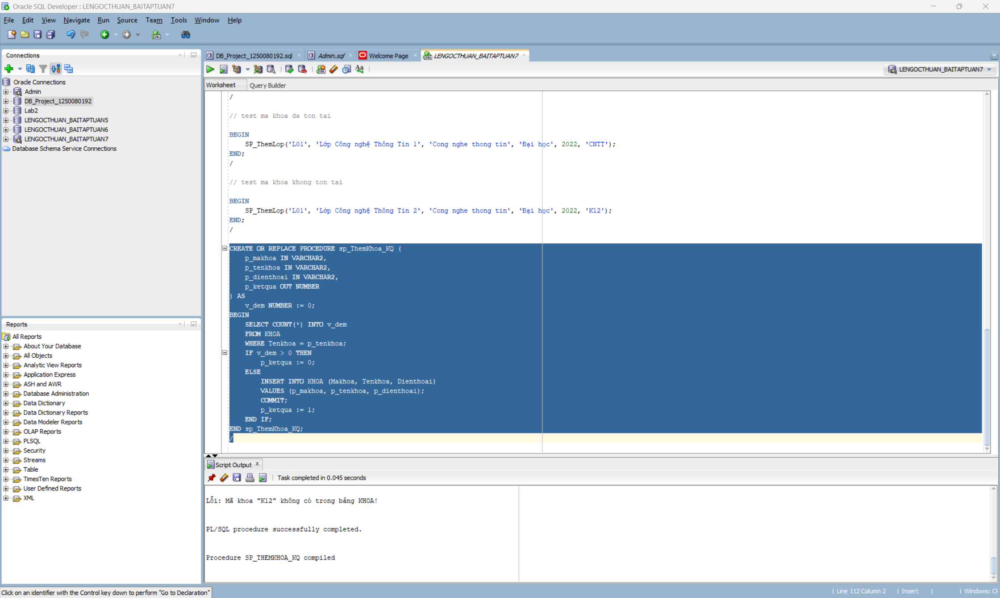 Oracle SQL Developer : LENGOCTHUAN_BAITAPTUAN7
File Edit View Navigate Run Source Team Tools Window Help
Connections
Oracle Connections
Admin
DB_Project_1250080192
Lab2
LENGOCTHUAN_BAITAPTUAN5
LENGOCTHUAN_BAITAPTUAN6
LENGOCTHUAN_BAITAPTUAN7
Database Schema Service Connections
Reports
All Reports
About Your Database
All Objects
Analytic View Reports
Application Express
ASH and AWR
Database Administration
Data Dictionary
Data Dictionary Reports
Data Modeler Reports
OLAP Reports
PLSQL
Security
Streams
Table
TimesTen Reports
User Defined Reports
XML
DB_Project_1250080192.sql Admin.sql Welcome Page LENGOCTHUAN_BAITAPTUAN7
LENGOCTHUAN_BAITAPTUAN7
Worksheet Query Builder
/
// test ma khoa da ton tai
BEGIN
SP_ThemLop('L01', 'Lớp Công nghệ Thông Tin 1', 'Cong nghe thong tin', 'Đại học', 2022, 'CNTT');
END;
/
// test ma khoa khong ton tai
BEGIN
SP_ThemLop('L01', 'Lớp Công nghệ Thông Tin 2', 'Cong nghe thong tin', 'Đại học', 2022, 'K12');
END;
/
CREATE OR REPLACE PROCEDURE sp_ThemKhoa_KQ (
p_makhoa IN VARCHAR2,
p_tenkhoa IN VARCHAR2,
p_dienthoai IN VARCHAR2,
p_ketqua OUT NUMBER
) AS
v_dem NUMBER := 0;
BEGIN
SELECT COUNT(*) INTO v_dem
FROM KHOA
WHERE Tenkhoa = p_tenkhoa;
IF v_dem > 0 THEN
p_ketqua := 0;
ELSE
INSERT INTO KHOA (Makhoa, Tenkhoa, Dienthoai)
VALUES (p_makhoa, p_tenkhoa, p_dienthoai);
COMMIT;
p_ketqua := 1;
END IF;
END sp_ThemKhoa_KQ;
/
Script Output
Task completed in 0.045 seconds
Lỗi: Mã khoa "K12" không có trong bảng KHOA!
PL/SQL procedure successfully completed.
Procedure SP_THEMKHOA_KQ compiled
Click on an identifier with the Control key down to perform "Go to Declaration"
Line 112 Column 2 Insert Windows: